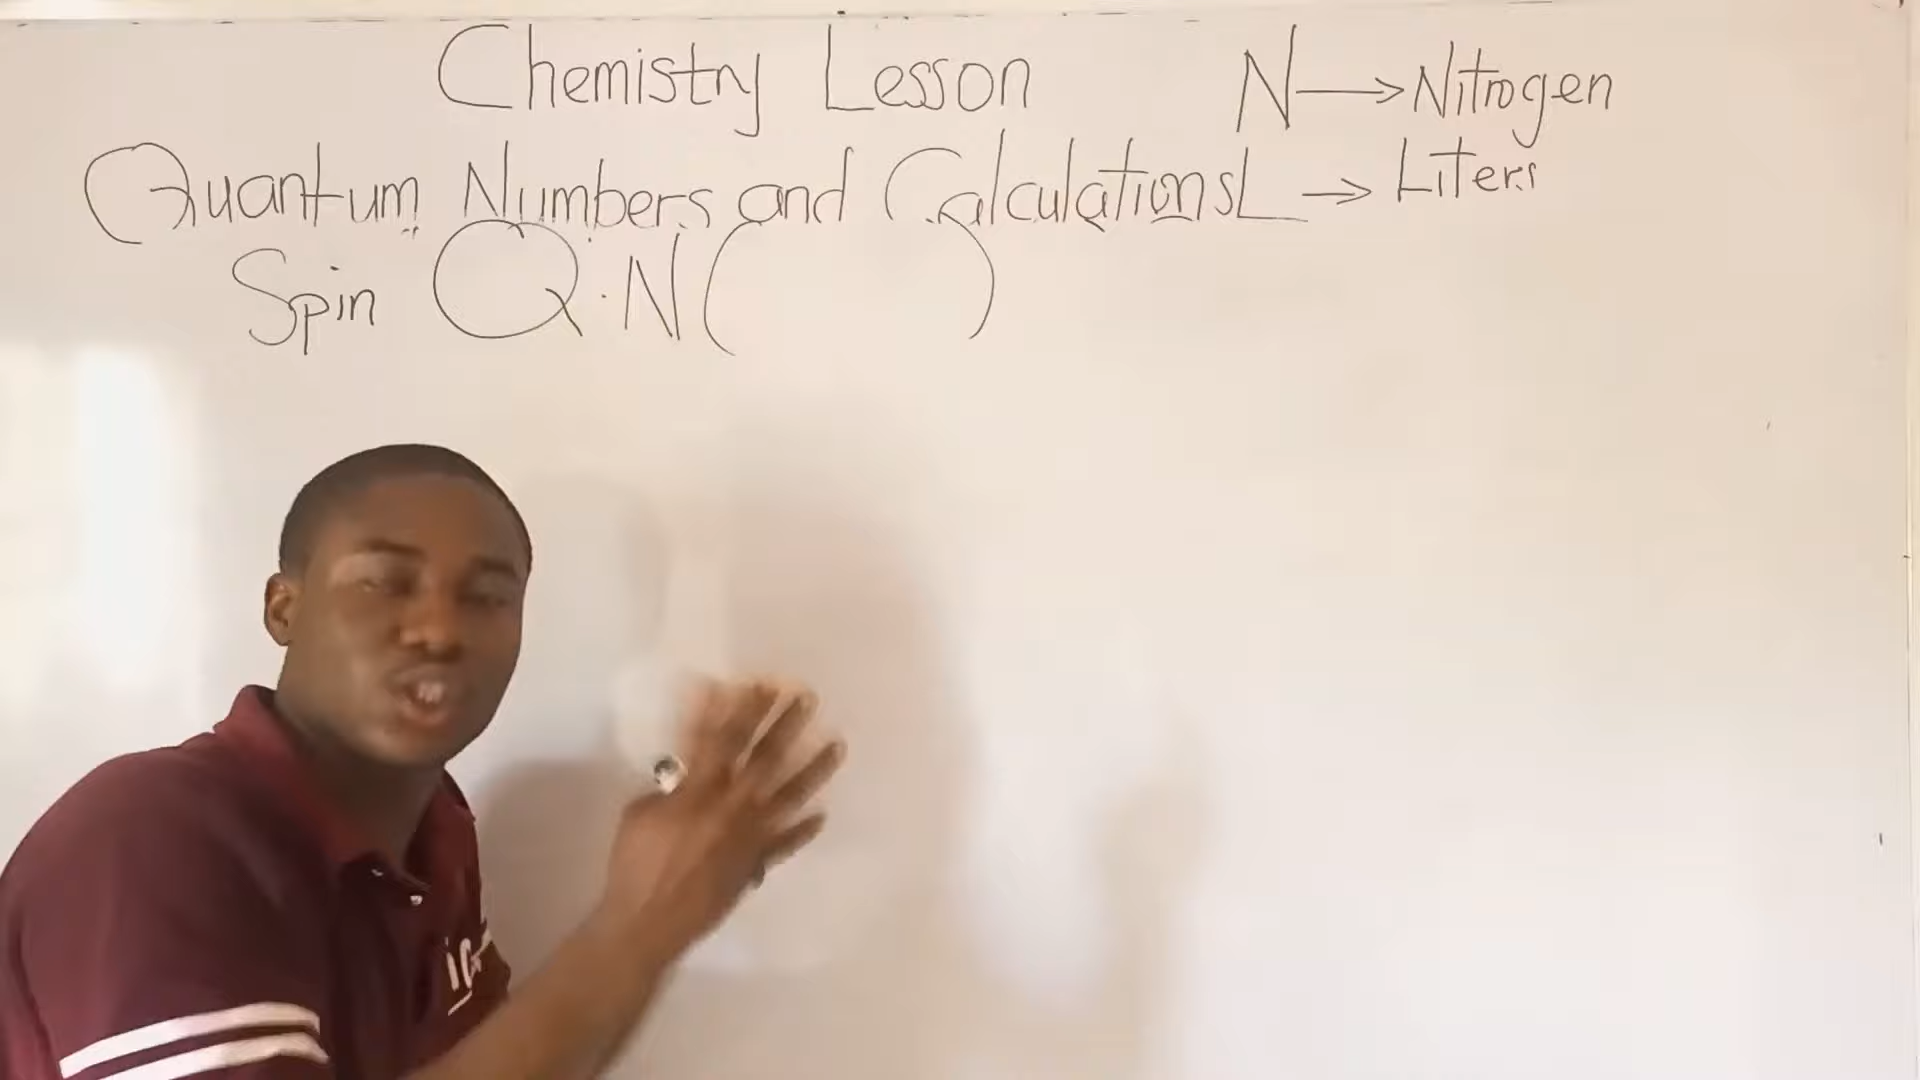 Chemistry Lesson
N → Nitrogen
Quantum Numbers and Calculations
L → Liters
Spin Q.N ( )